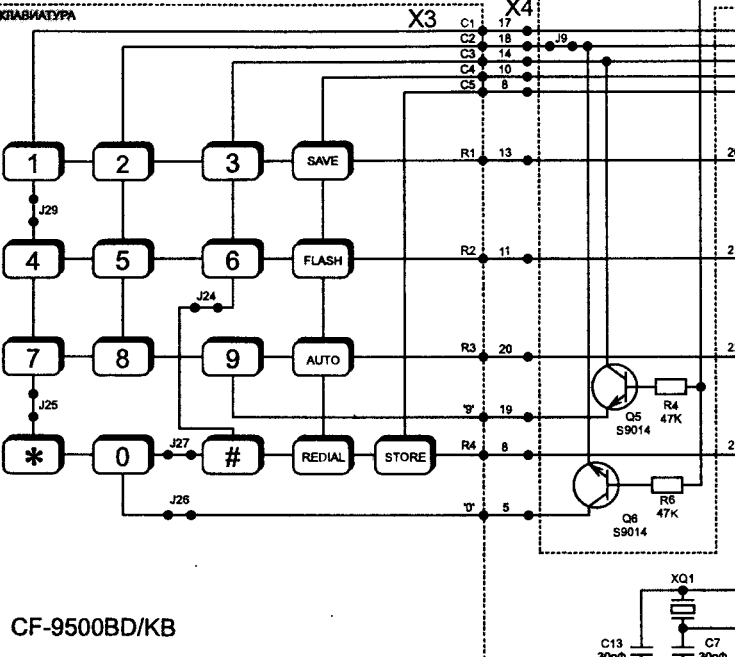 КЛАВИАТУРА
X3
X4
C1 17
C2 18
J9
C3 14
C4 10
C5 8
1 2 3 SAVE
R1 13
J29
4 5 6 FLASH
R2 11
J24
7 8 9 AUTO
R3 20
J25
"9" 19
Q5
S9014
R4
47K
* 0 J27 # REDIAL STORE
R4 8
J26
"0" 5
Q6
S9014
R6
47K
XQ1
CF-9500BD/KB
C13
30пФ
C7
30пФ